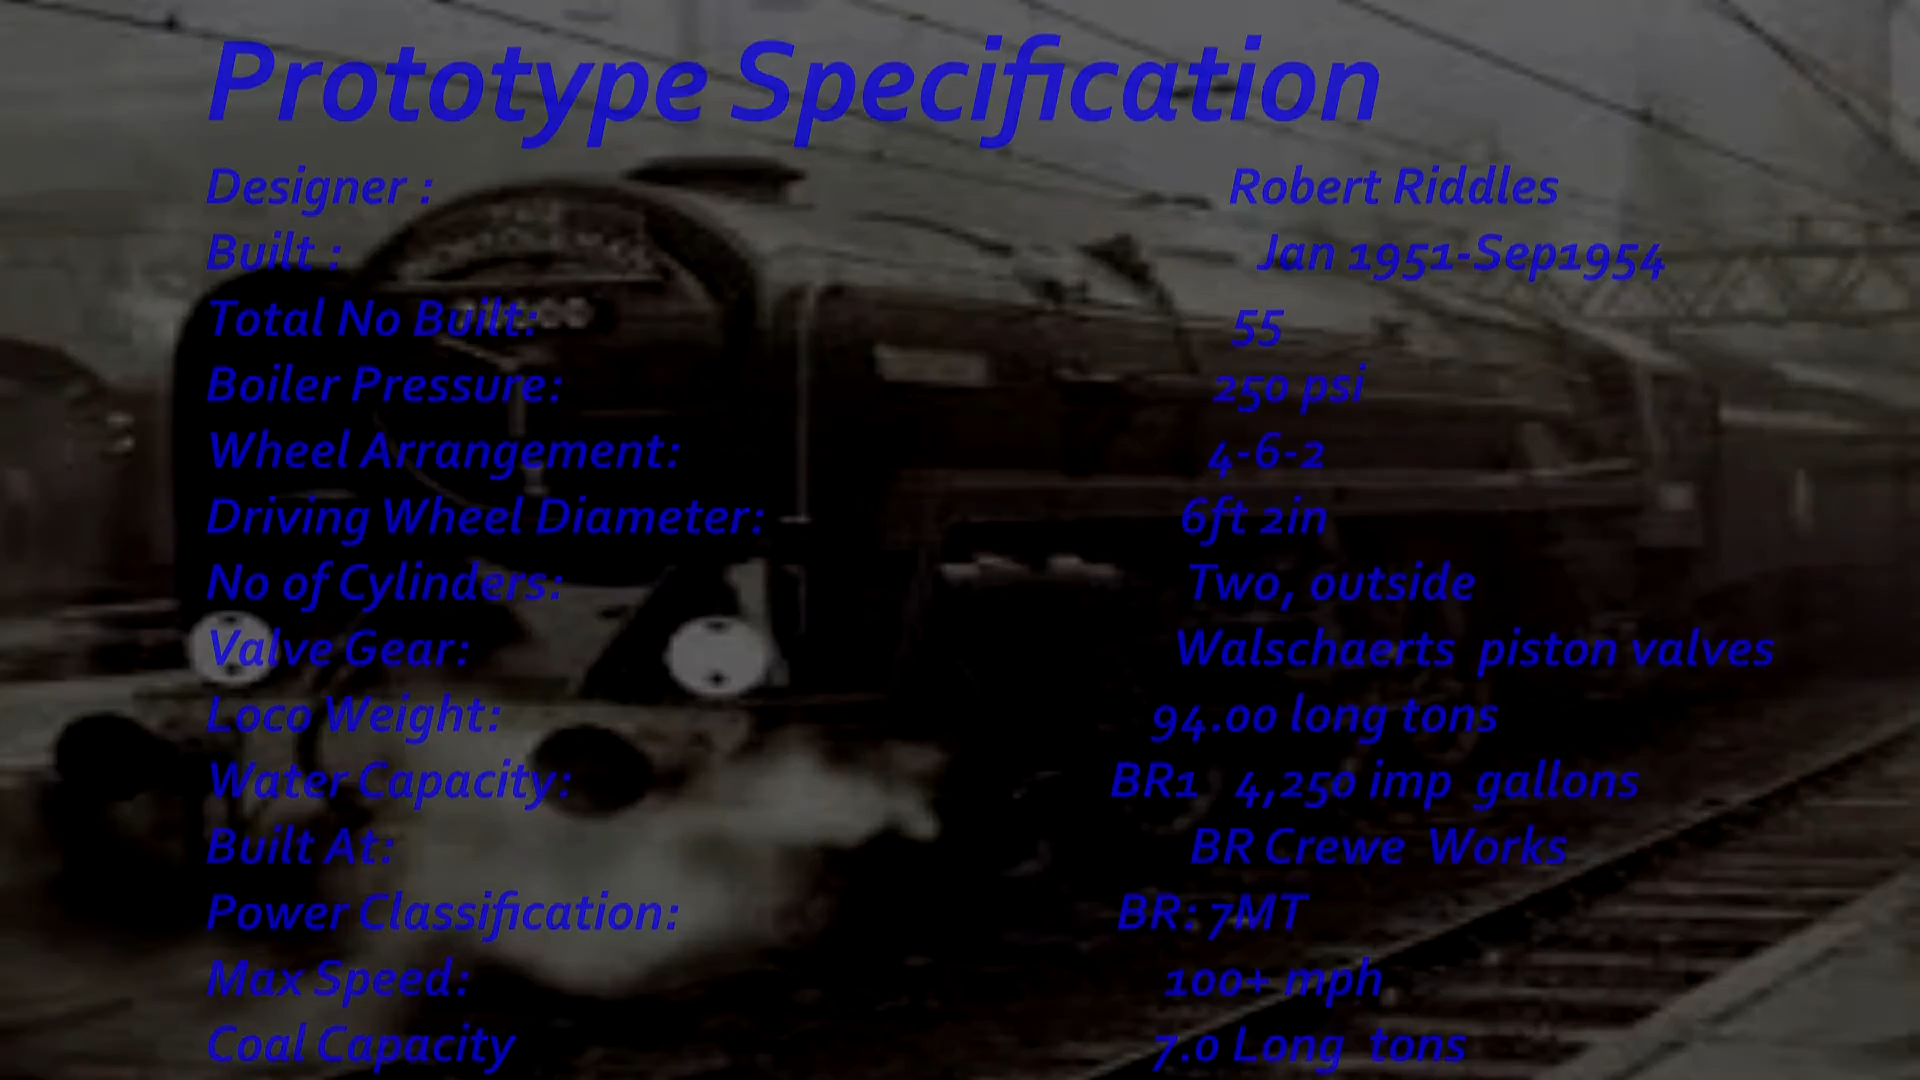 Prototype Specification
Designer : Robert Riddles
Built : Jan 1951-Sep1954
Total No Built: 55
Boiler Pressure: 250 psi
Wheel Arrangement: 4-6-2
Driving Wheel Diameter: 6ft 2in
No of Cylinders: Two, outside
Valve Gear: Walschaerts piston valves
Loco Weight: 94.00 long tons
Water Capacity: BR1 4,250 imp gallons
Built At: BR Crewe Works
Power Classification: BR: 7MT
Max Speed: 100+ mph
Coal Capacity 7.0 Long tons